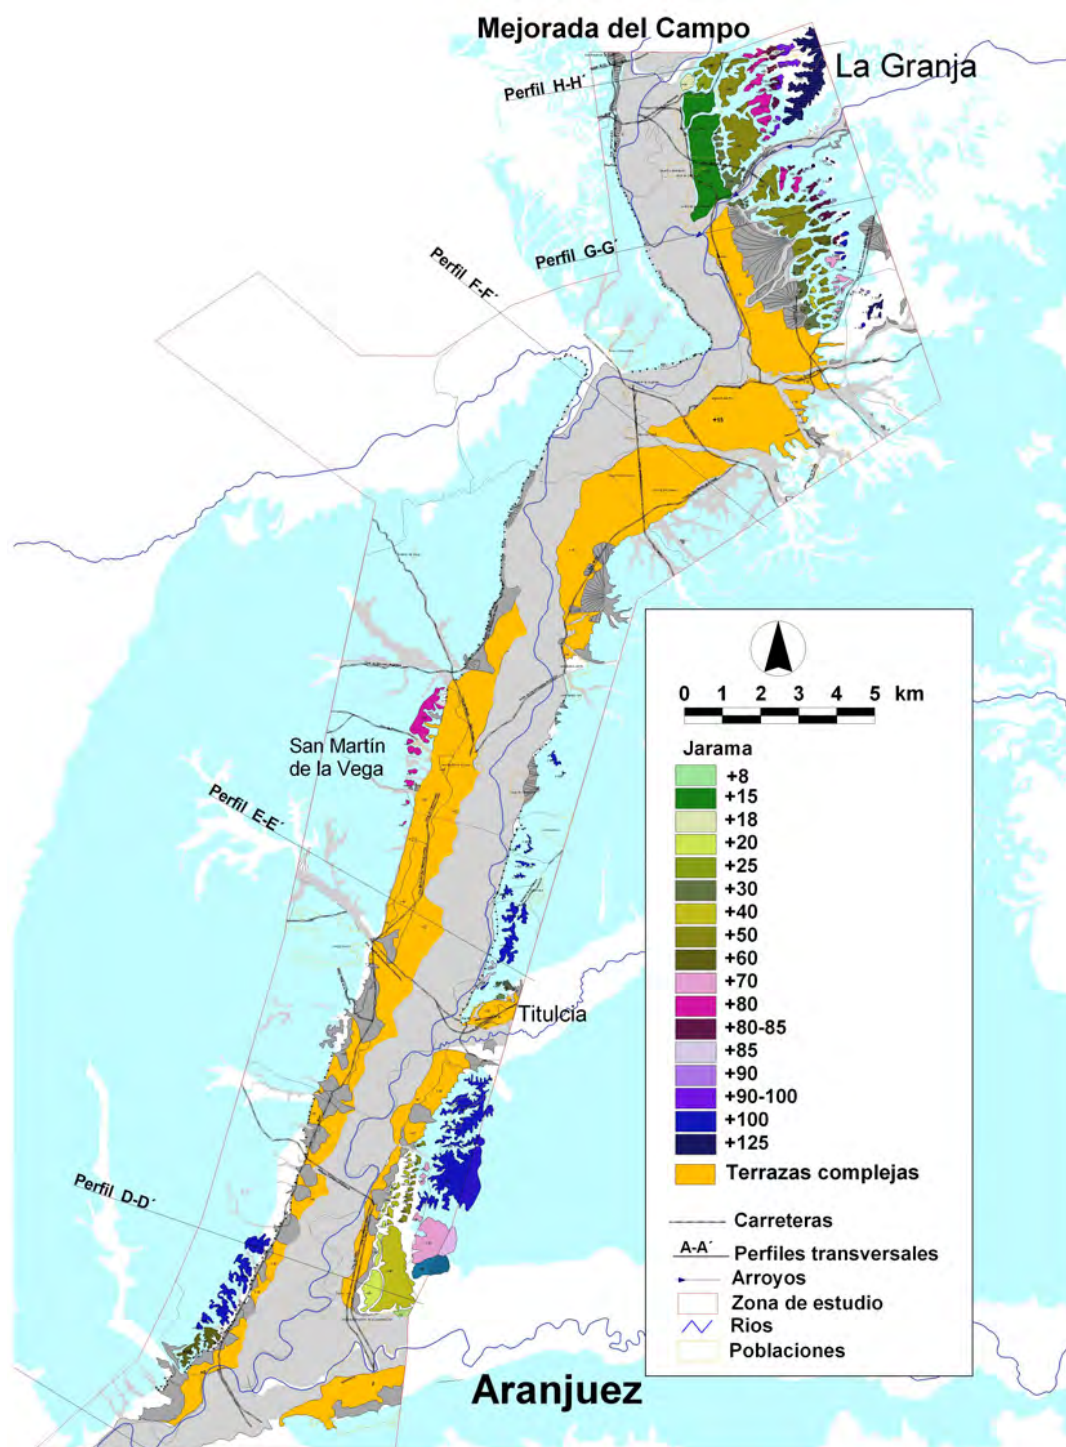 Mejorada del Campo
La Granja
Perfil H-H´
Perfil G-G´
Perfil F-F´
+15
San Martín
de la Vega
Perfil E-E´
Titulcia
Perfil D-D´
Aranjuez
0 1 2 3 4 5 km
Jarama
+8
+15
+18
+20
+25
+30
+40
+50
+60
+70
+80
+80-85
+85
+90
+90-100
+100
+125
Terrazas complejas
Carreteras
A-A´ Perfiles transversales
Arroyos
Zona de estudio
Rios
Poblaciones